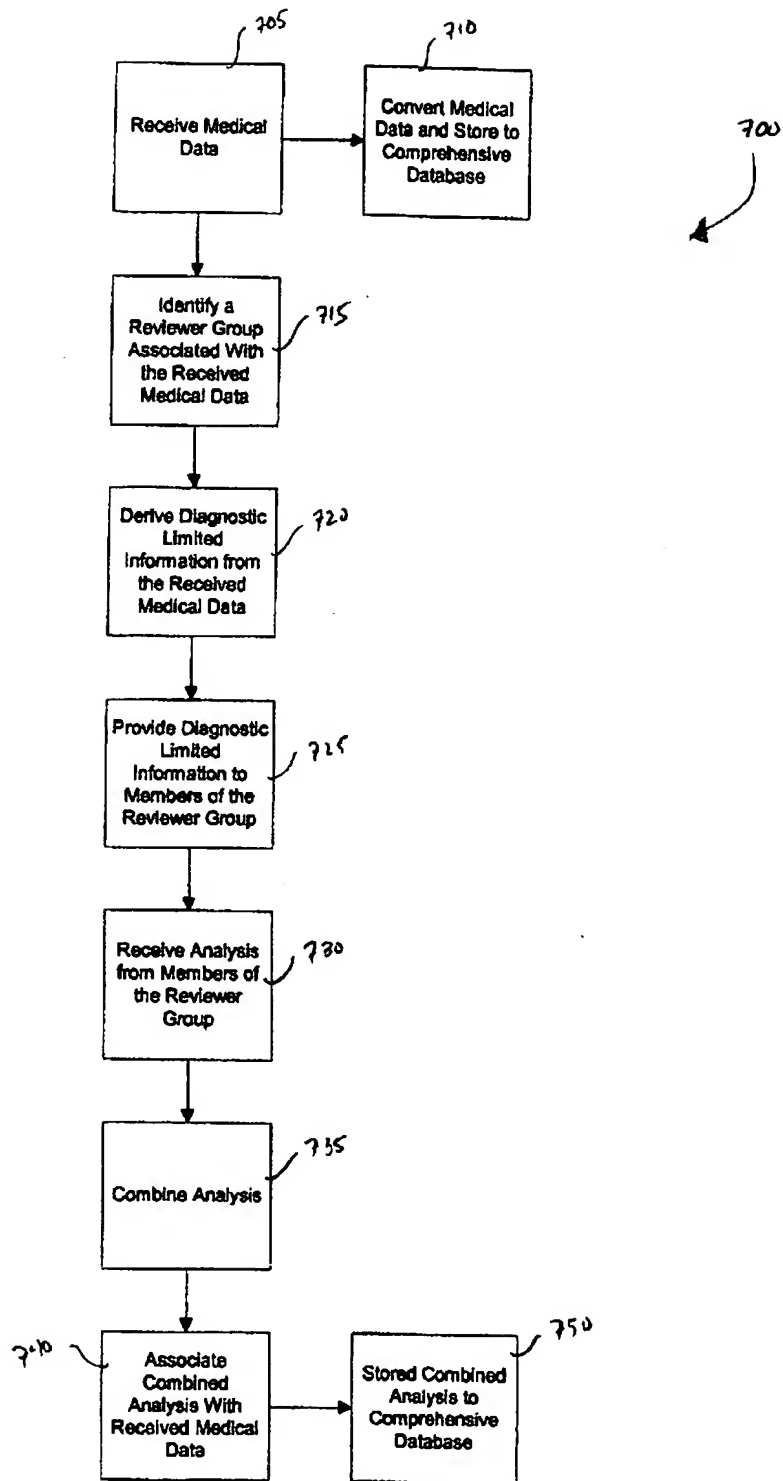 705
Receive Medical
Data
710
Convert Medical
Data and Store to
Comprehensive
Database
700
Identify a
Reviewer Group
Associated With
the Received
Medical Data
715
Derive Diagnostic
Limited
Information from
the Received
Medical Data
720
Provide Diagnostic
Limited
Information to
Members of the
Reviewer Group
725
Receive Analysis
from Members of
the Reviewer
Group
730
Combine Analysis
735
740
Associate
Combined
Analysis With
Received Medical
Data
750
Stored Combined
Analysis to
Comprehensive
Database